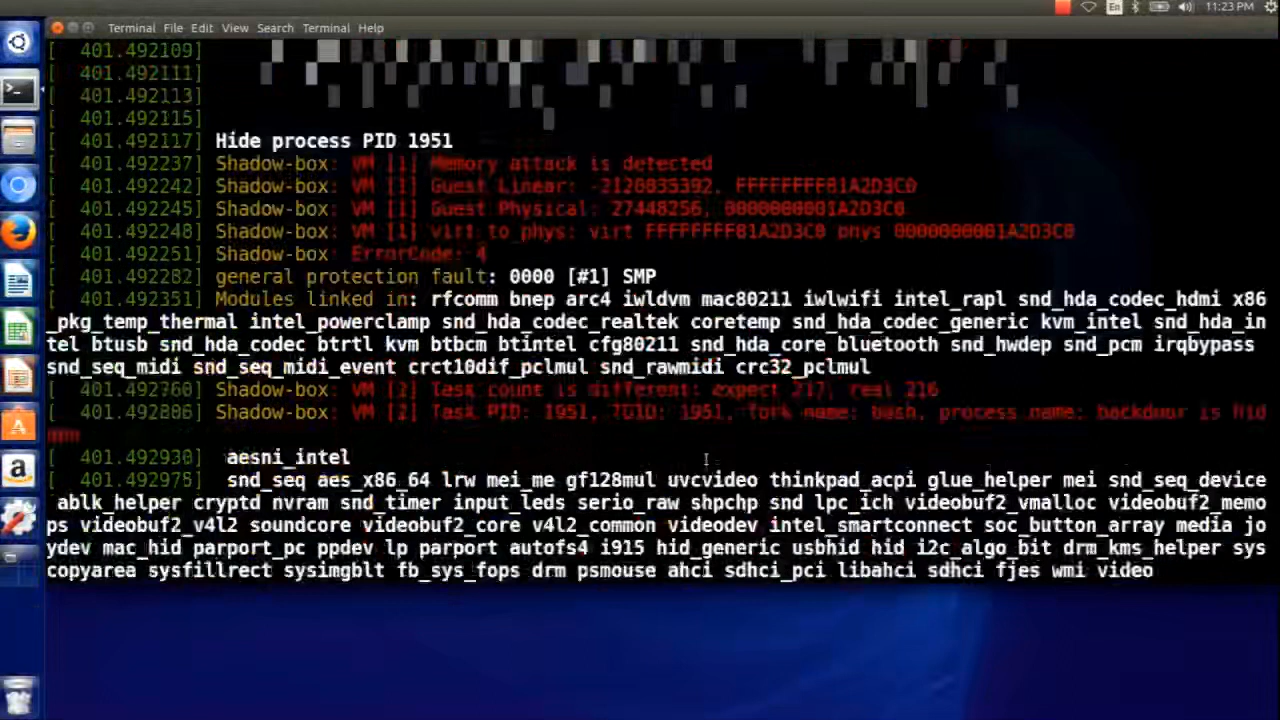 Terminal File Edit View Search Terminal Help En 11:23 PM
[ 401.492109]
[ 401.492111]
[ 401.492113]
[ 401.492115]
[ 401.492117] Hide process PID 1951
[ 401.492237] Shadow-box: VM [1] Memory attack is detected
[ 401.492242] Shadow-box: VM [1] Guest Linear: -2120833392, FFFFFFFF81A2D3C0
[ 401.492245] Shadow-box: VM [1] Guest Physical: 27448256, 0000000001A2D3C0
[ 401.492248] Shadow-box: VM [1] Virt to phys: virt FFFFFFFF81A2D3C0 phys 0000000001A2D3C0
[ 401.492251] Shadow-box: ErrorCode: 4
[ 401.492282] general protection fault: 0000 [#1] SMP
[ 401.492351] Modules linked in: rfcomm bnep arc4 iwldvm mac80211 iwlwifi intel_rapl snd_hda_codec_hdmi x86
_pkg_temp_thermal intel_powerclamp snd_hda_codec_realtek coretemp snd_hda_codec_generic kvm_intel snd_hda_in
tel btusb snd_hda_codec btrtl kvm btbcm btintel cfg80211 snd_hda_core bluetooth snd_hwdep snd_pcm irqbypass
snd_seq_midi snd_seq_midi_event crct10dif_pclmul snd_rawmidi crc32_pclmul
[ 401.492760] Shadow-box: VM [2] Task count is different: expect 217, real 216
[ 401.492806] Shadow-box: VM [2] Task PID: 1951, TGID: 1951, fork name: bash, process name: backdoor is hid
[ 401.492930] aesni_intel
[ 401.492975] snd_seq aes_x86_64 lrw mei_me gf128mul uvcvideo thinkpad_acpi glue_helper mei snd_seq_device
ablk_helper cryptd nvram snd_timer input_leds serio_raw shpchp snd lpc_ich videobuf2_vmalloc videobuf2_memo
ps videobuf2_v4l2 soundcore videobuf2_core v4l2_common videodev intel_smartconnect soc_button_array media jo
ydev mac_hid parport_pc ppdev lp parport autofs4 i915 hid_generic usbhid hid i2c_algo_bit drm_kms_helper sys
copyarea sysfillrect sysimgblt fb_sys_fops drm psmouse ahci sdhci_pci libahci sdhci fjes wmi video